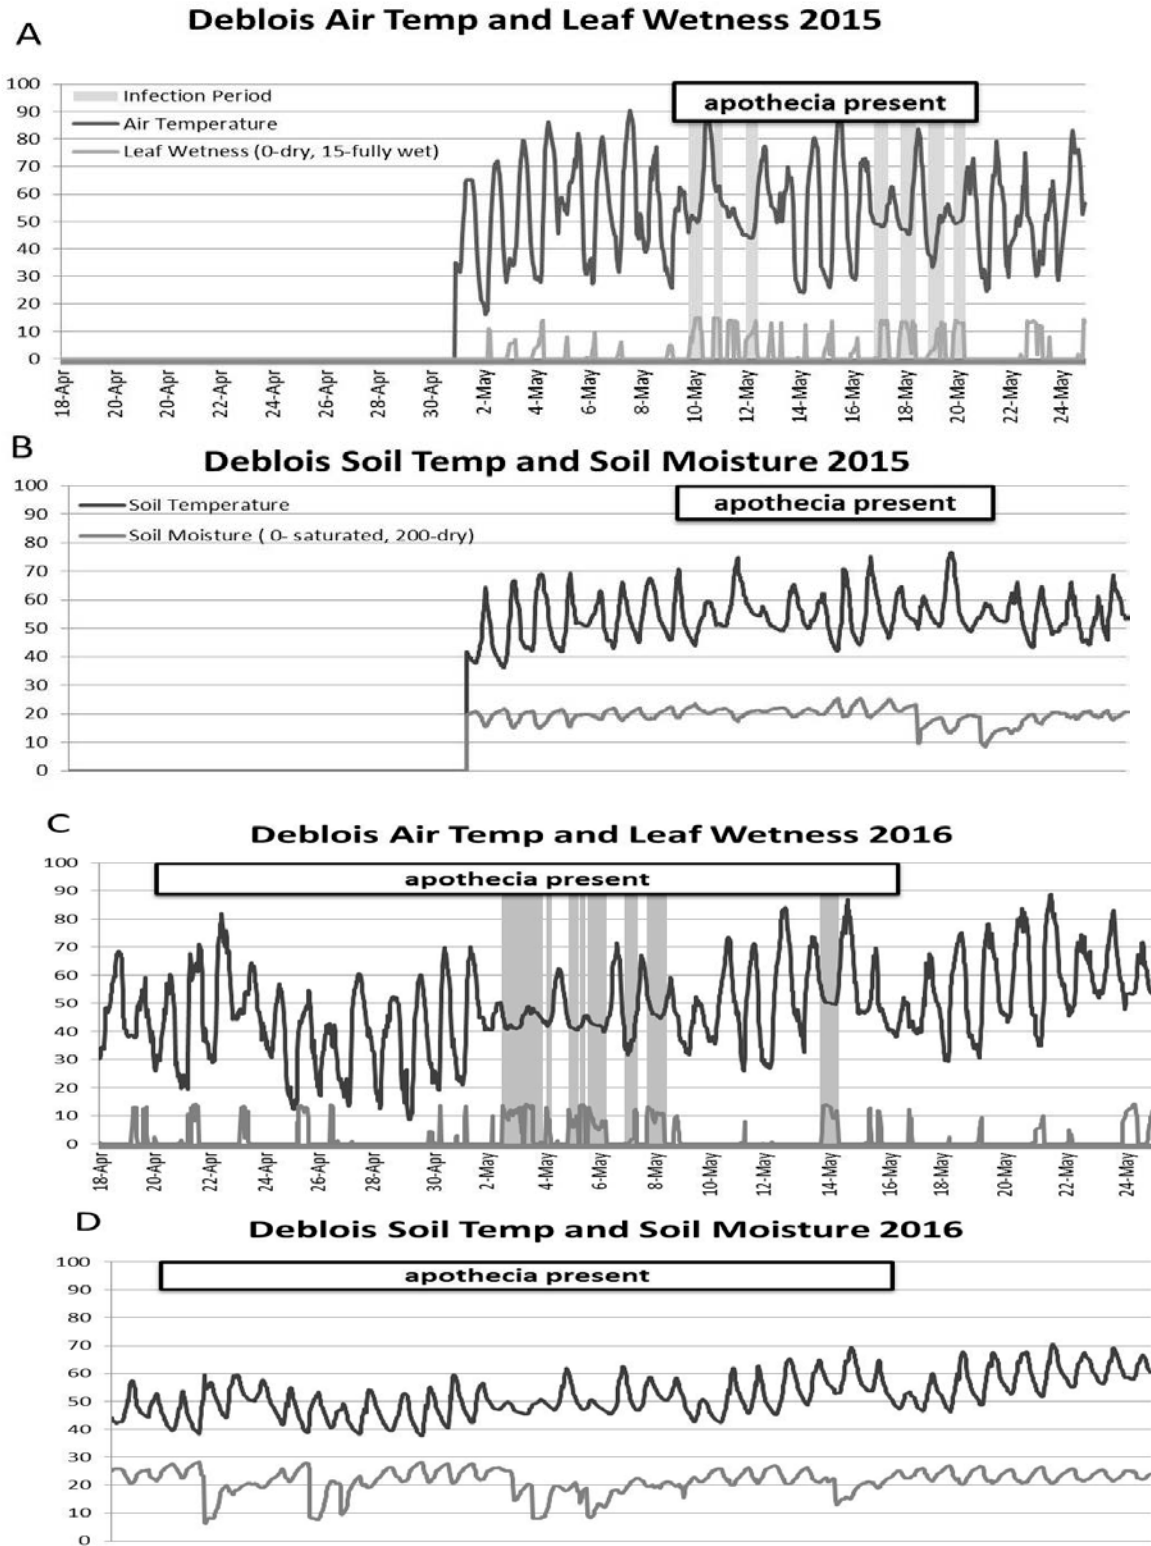 A
Deblois Air Temp and Leaf Wetness 2015
100
90
80
70
60
50
40
30
20
10
0
Infection Period
Air Temperature
Leaf Wetness (0-dry, 15-fully wet)
apothecia present
18-Apr 20-Apr 20-Apr 22-Apr 24-Apr 26-Apr 28-Apr 30-Apr 2-May 4-May 6-May 8-May 10-May 12-May 14-May 16-May 18-May 20-May 22-May 24-May
B
Deblois Soil Temp and Soil Moisture 2015
100
90
80
70
60
50
40
30
20
10
0
Soil Temperature
Soil Moisture ( 0- saturated, 200-dry)
apothecia present
C
Deblois Air Temp and Leaf Wetness 2016
100
90
80
70
60
50
40
30
20
10
0
apothecia present
18-Apr 20-Apr 22-Apr 24-Apr 26-Apr 28-Apr 30-Apr 2-May 4-May 6-May 8-May 10-May 12-May 14-May 16-May 18-May 20-May 22-May 24-May
D
Deblois Soil Temp and Soil Moisture 2016
100
90
80
70
60
50
40
30
20
10
0
apothecia present